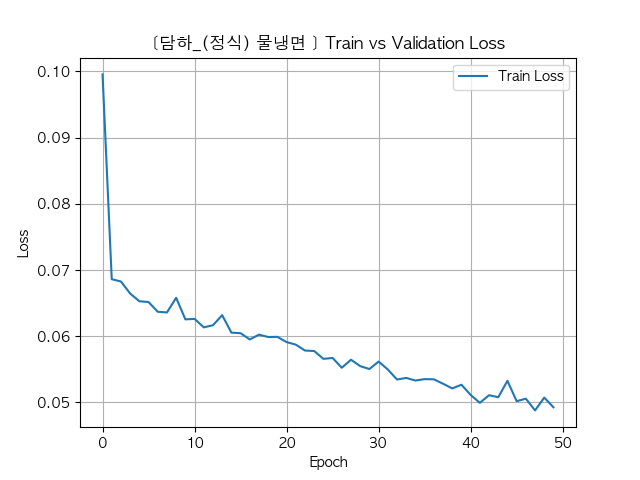 [담하_(정식) 물냉면 ] Train vs Validation Loss
Train Loss
Loss
0.10
0.09
0.08
0.07
0.06
0.05
0 10 20 30 40 50
Epoch